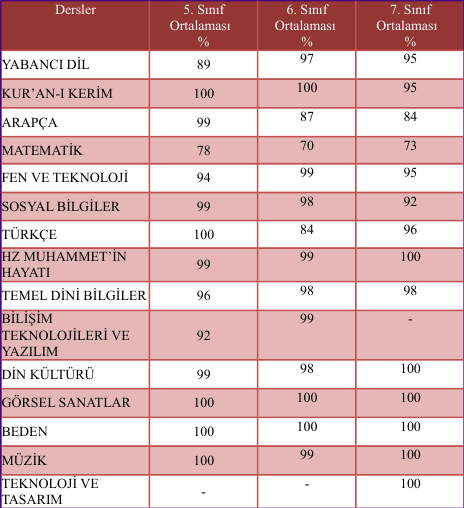 Dersler 5. Sınıf 6. Sınıf 7. Sınıf
Ortalaması Ortalaması Ortalaması
% % %
YABANCI DİL 89 97 95
KUR’AN-I KERİM 100 100 95
ARAPÇA 99 87 84
MATEMATİK 78 70 73
FEN VE TEKNOLOJİ 94 99 95
SOSYAL BİLGİLER 99 98 92
TÜRKÇE 100 84 96
HZ MUHAMMET’İN
HAYATI 99 99 100
TEMEL DİNİ BİLGİLER 96 98 98
BİLİŞİM
TEKNOLOJİLERİ VE
YAZILIM 92 99 -
DİN KÜLTÜRÜ 99 98 100
GÖRSEL SANATLAR 100 100 100
BEDEN 100 100 100
MÜZİK 100 99 100
TEKNOLOJİ VE
TASARIM - - 100